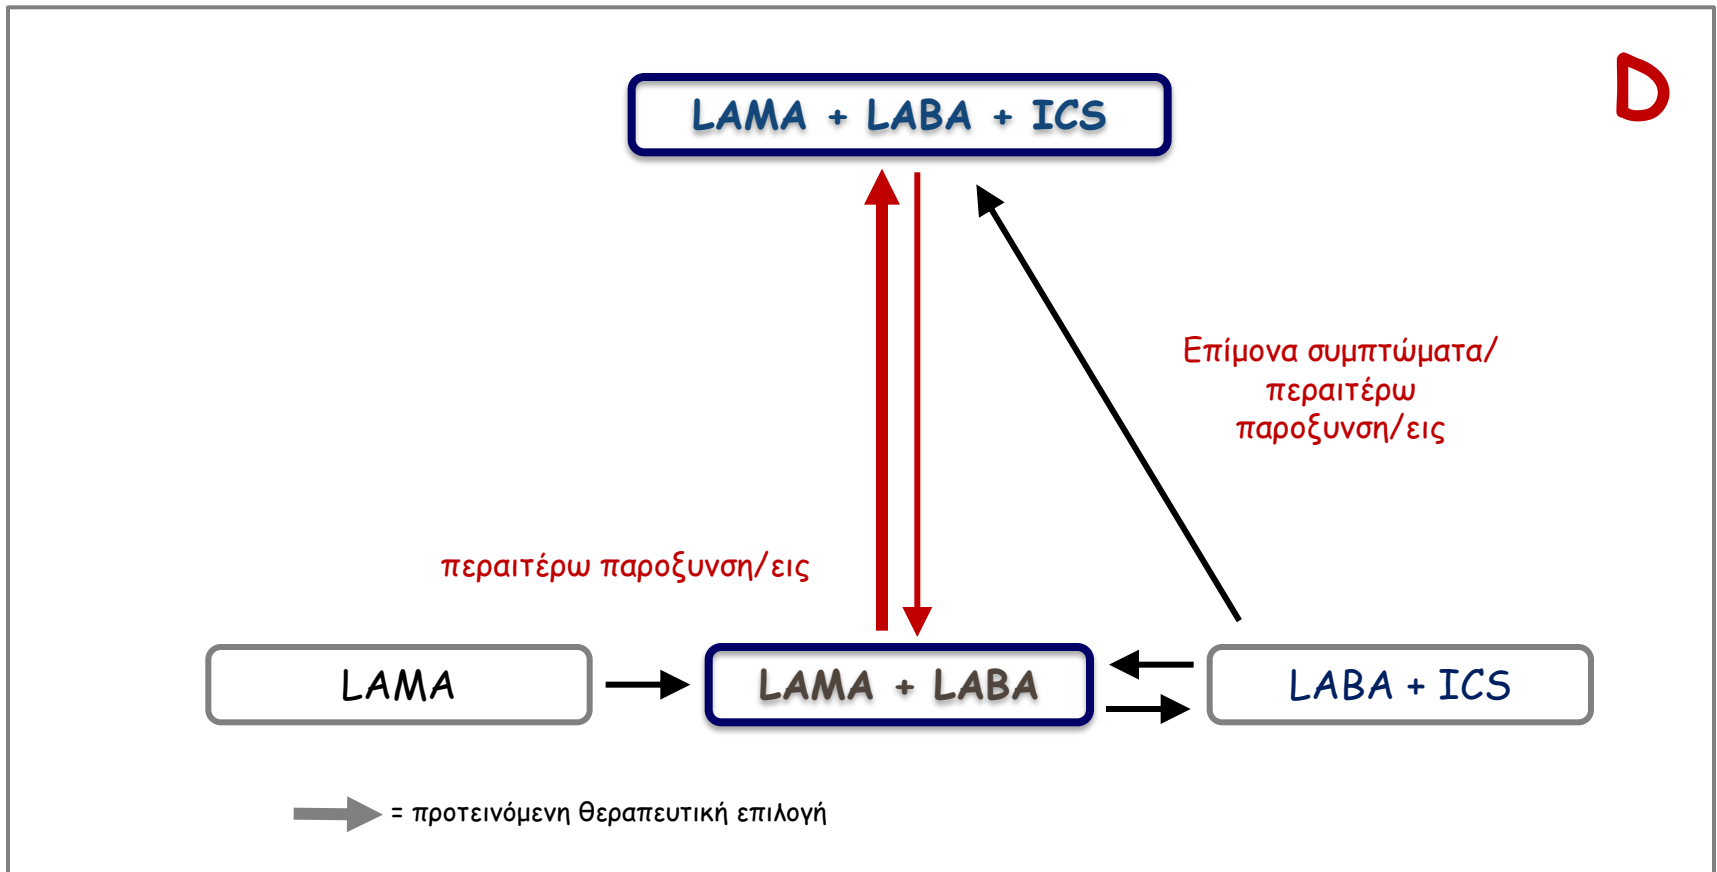 D
LAMA + LABA + ICS
Επίμονα συμπτώματα/
περαιτέρω
παροξυνση/εις
περαιτέρω παροξυνση/εις
LAMA
LAMA + LABA
LABA + ICS
= προτεινόμενη θεραπευτική επιλογή